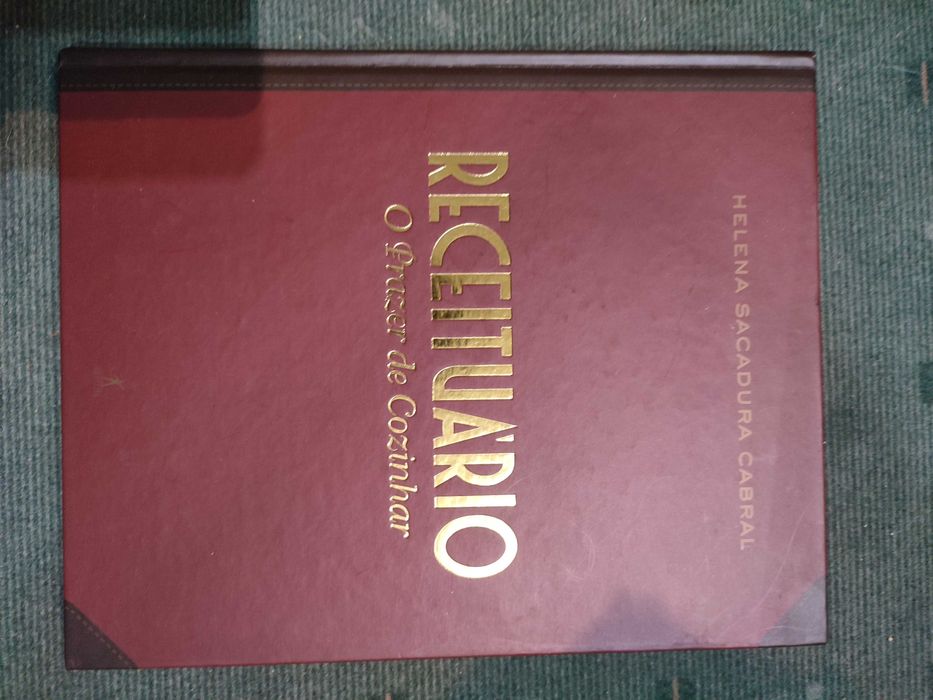 HELENA SACADURA CABRAL
RECEITUÁRIO
O Prazer de Cozinhar